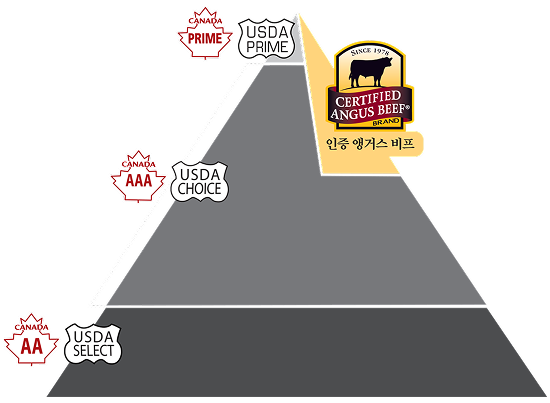 CANADA
PRIME
USDA
PRIME
SINCE 1978
CERTIFIED
ANGUS BEEF®
BRAND
인증 앵거스 비프
CANADA
AAA
USDA
CHOICE
CANADA
AA
USDA
SELECT